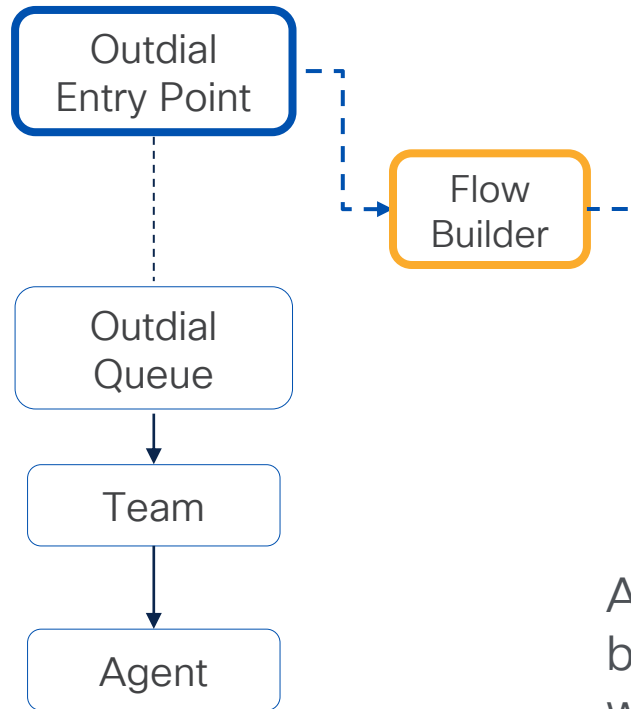 Outdial
Entry Point
Flow
Builder
Outdial
Queue
Team
Agent